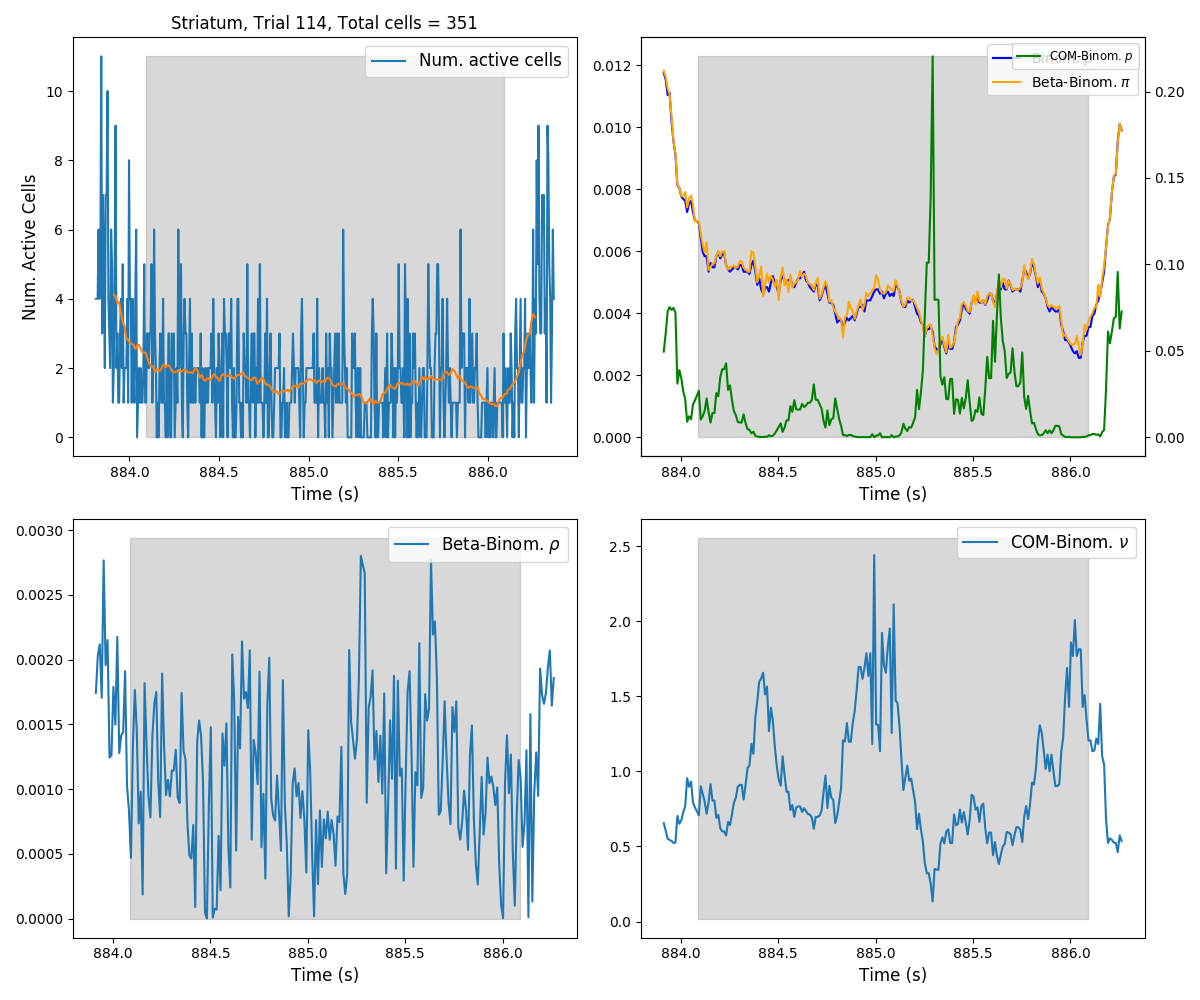 Striatum, Trial 114, Total cells = 351
Num. active cells
Num. Active Cells
10
8
6
4
2
0
884.0 884.5 885.0 885.5 886.0
Time (s)
COM-Binom. p
Binom. p
Beta-Binom. π
0.012
0.010
0.008
0.006
0.004
0.002
0.000
0.20
0.15
0.10
0.05
0.00
884.0 884.5 885.0 885.5 886.0
Time (s)
Beta-Binom. ρ
0.0030
0.0025
0.0020
0.0015
0.0010
0.0005
0.0000
884.0 884.5 885.0 885.5 886.0
Time (s)
COM-Binom. ν
2.5
2.0
1.5
1.0
0.5
0.0
884.0 884.5 885.0 885.5 886.0
Time (s)